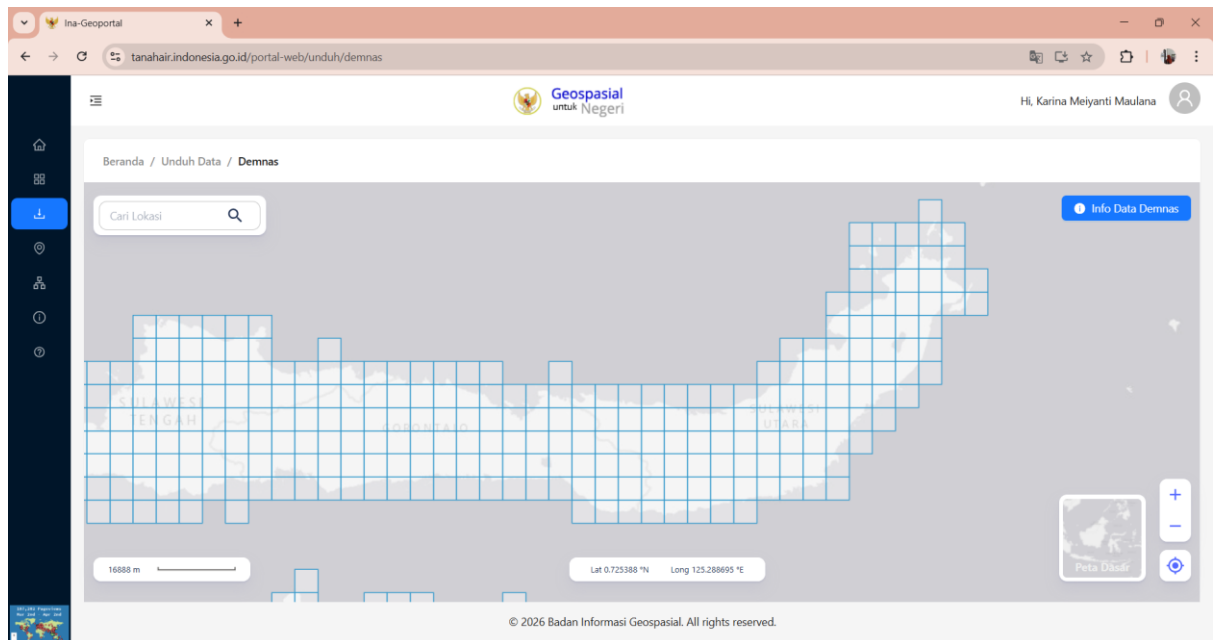 Ina-Geoportal
tanahair.indonesia.go.id/portal-web/unduh/demnas
Geospasial
untuk Negeri
Hi, Karina Meiyanti Maulana
Beranda / Unduh Data / Demnas
Cari Lokasi
Info Data Demnas
SULAWESI
TENGAH
GORONTALO
SULAWESI
UTARA
Peta Dasar
16888 m
Lat 0.725388 °N Long 125.288695 °E
© 2026 Badan Informasi Geospasial. All rights reserved.